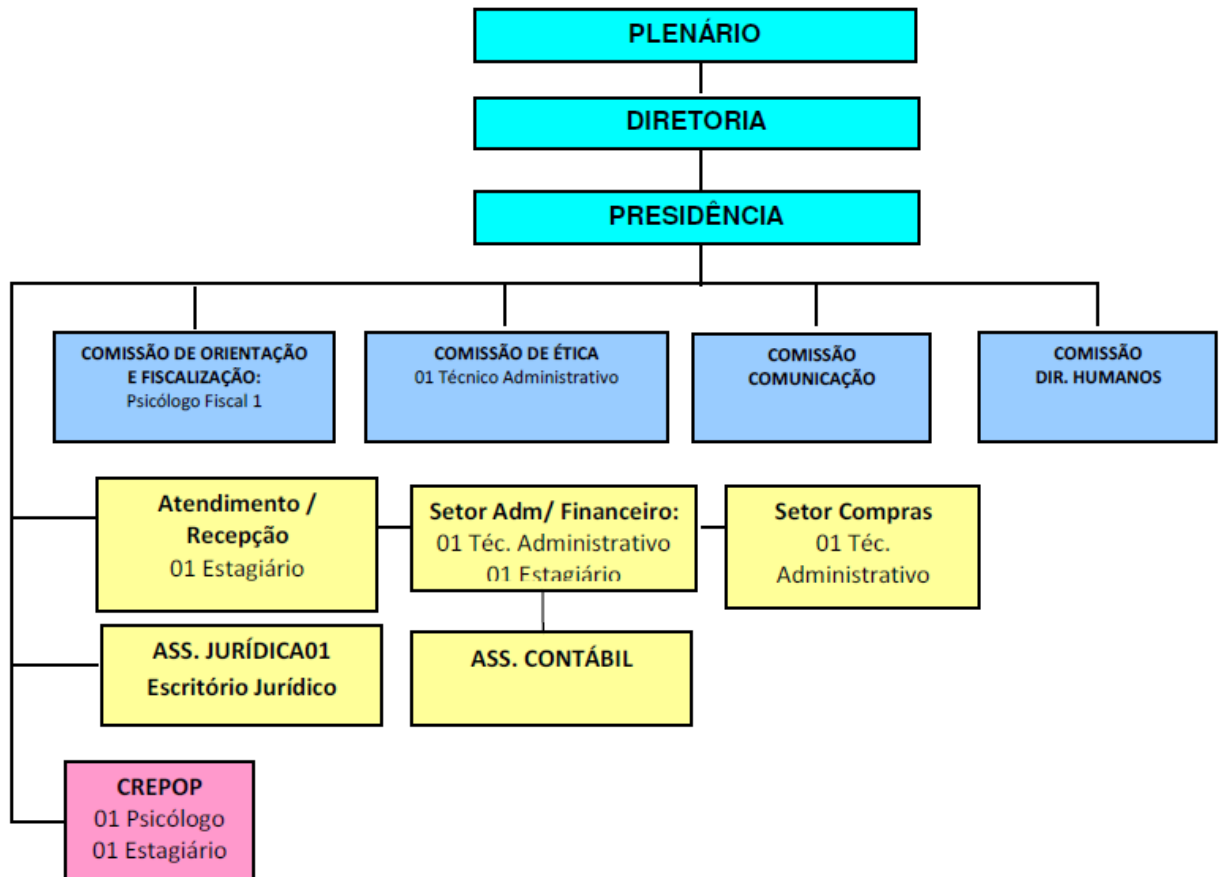 PLENÁRIO
DIRETORIA
PRESIDÊNCIA
COMISSÃO DE ORIENTAÇÃO
E FISCALIZAÇÃO:
Psicólogo Fiscal 1
COMISSÃO DE ÉTICA
01 Técnico Administrativo
COMISSÃO
COMUNICAÇÃO
COMISSÃO
DIR. HUMANOS
Atendimento /
Recepção
01 Estagiário
Setor Adm/ Financeiro:
01 Téc. Administrativo
01 Estagiário
Setor Compras
01 Téc.
Administrativo
ASS. JURÍDICA01
Escritório Jurídico
ASS. CONTÁBIL
CREPOP
01 Psicólogo
01 Estagiário